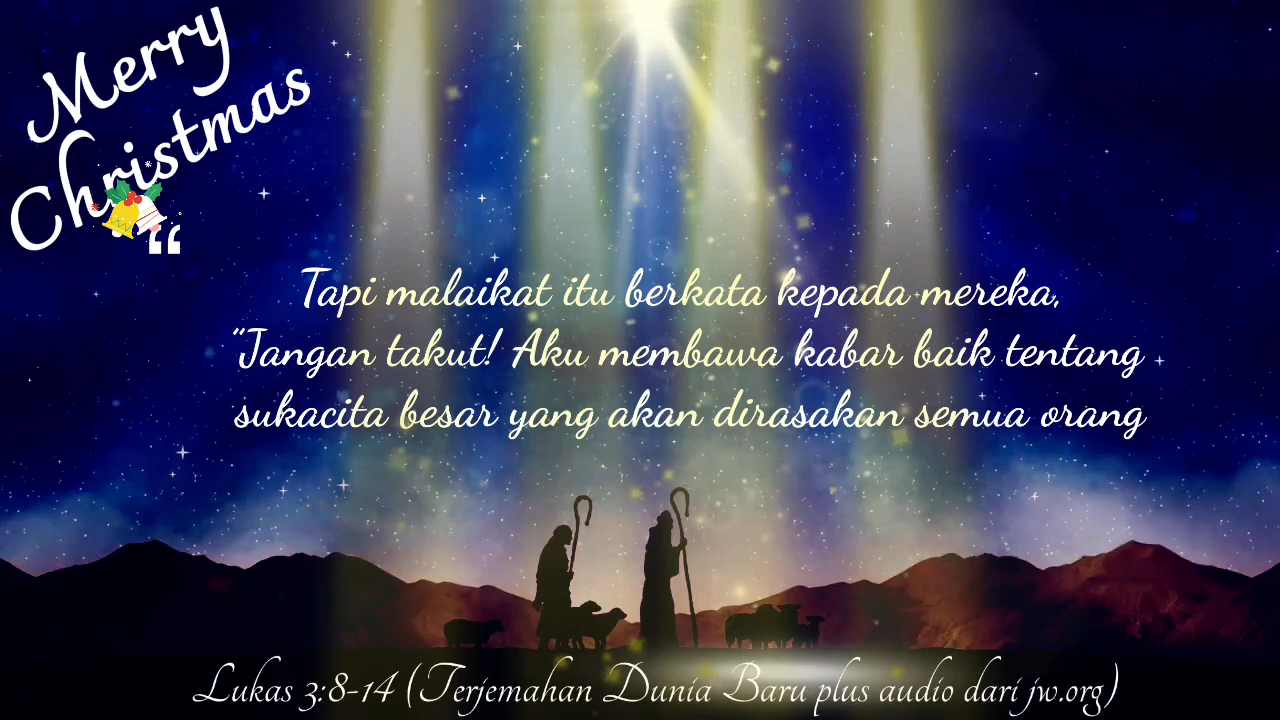 Merry
Christmas
“
Tapi malaikat itu berkata kepada mereka,
“Jangan takut! Aku membawa kabar baik tentang
sukacita besar yang akan dirasakan semua orang
Lukas 3:8-14 (Terjemahan Dunia Baru plus audio dari jw.org)